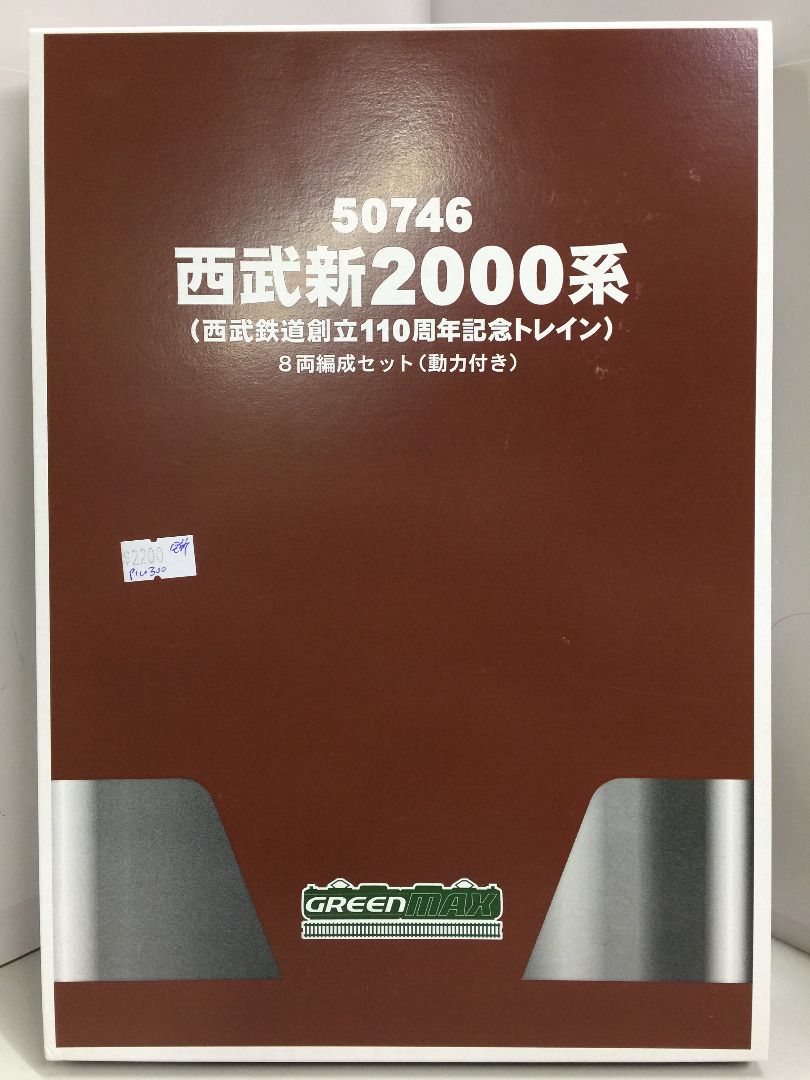 50746
西武新2000系
（西武鉄道創立110周年記念トレイン）
８両編成セット（動力付き）
$2200
GREENMAX